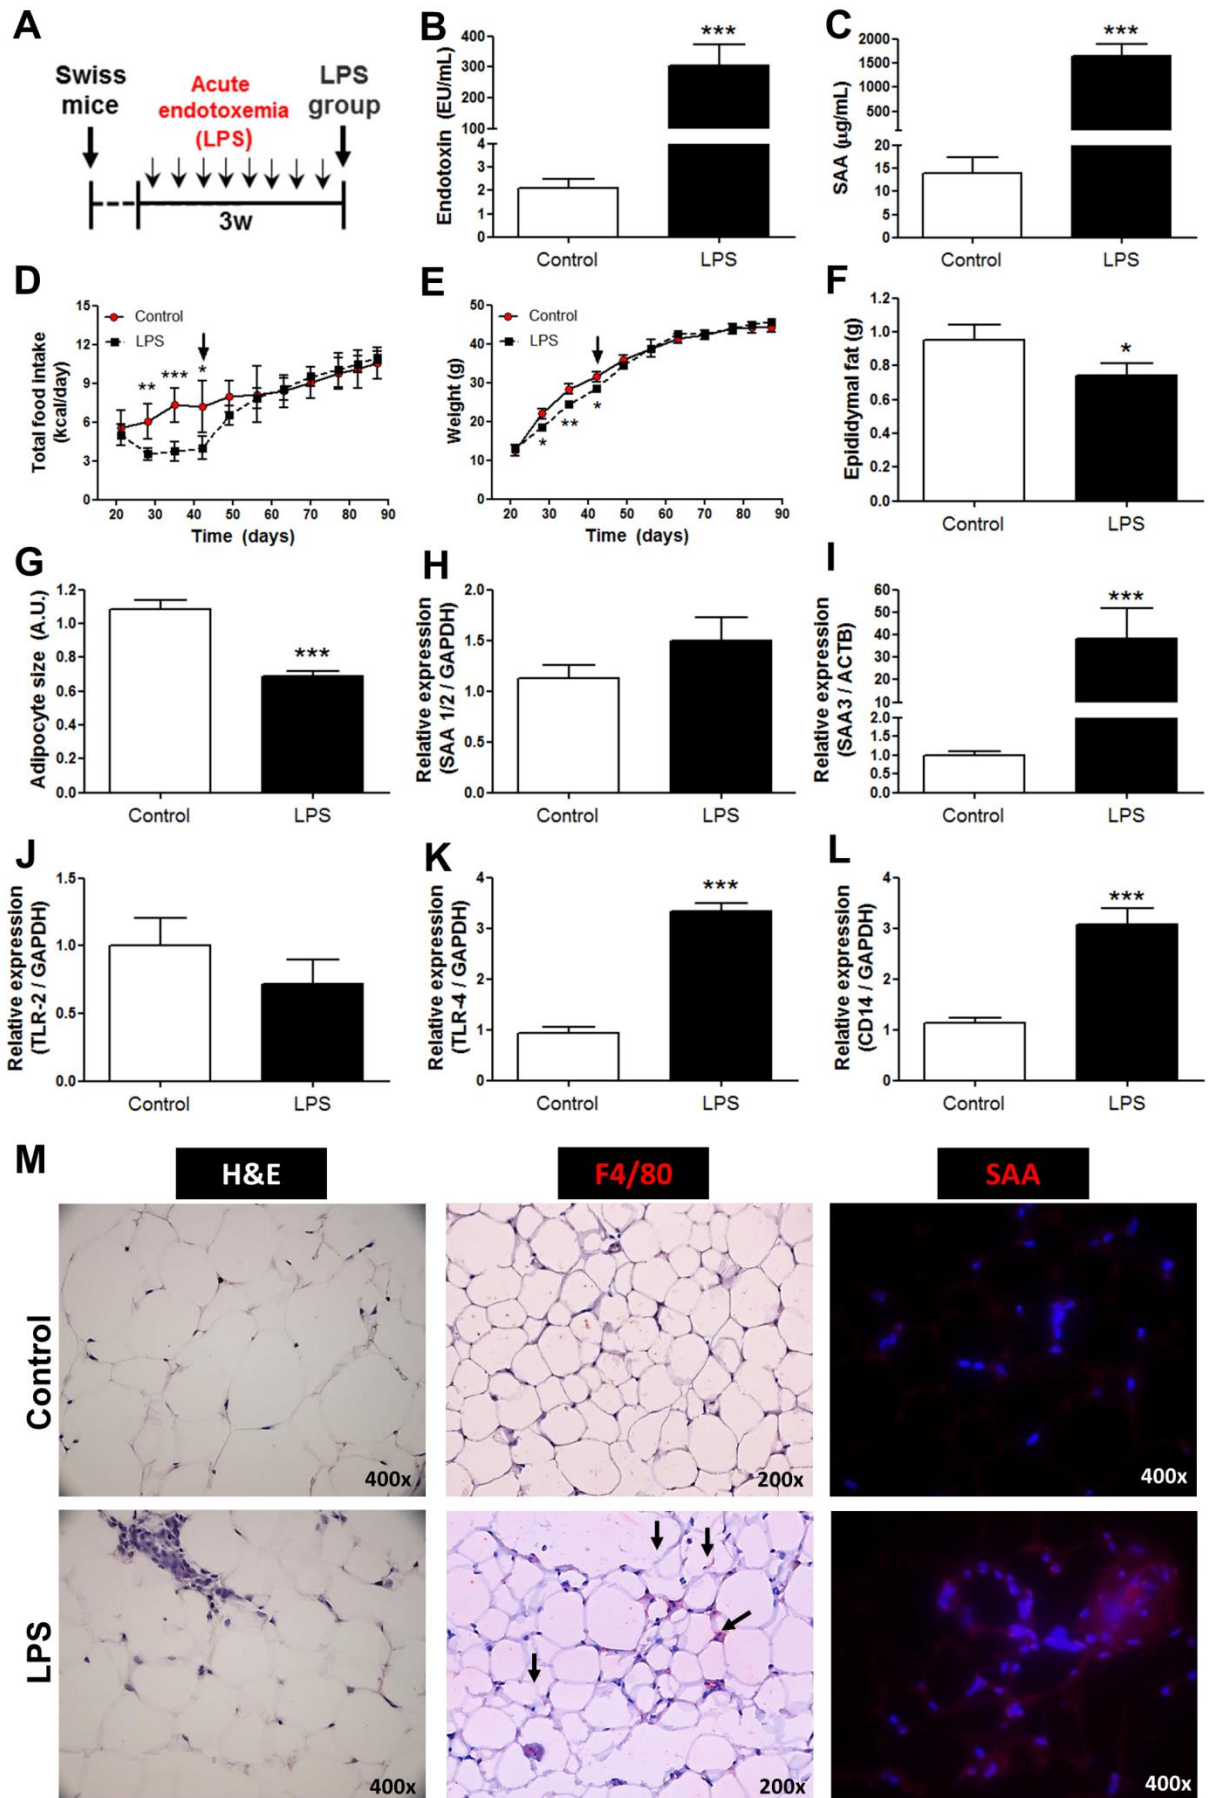 A
Swiss
mice
Acute
endotoxemia
(LPS)
LPS
group
3w
B
Endotoxin (EU/mL)
400
300
200
100
4
3
2
1
0
***
Control
LPS
C
SAA (µg/mL)
2000
1500
1000
500
20
15
10
5
0
***
Control
LPS
D
Total food intake
(kcal/day)
15
12
9
6
3
0
Control
LPS
**
***
*
20 30 40 50 60 70 80 90
Time (days)
E
Weight (g)
50
40
30
20
10
0
Control
LPS
*
**
*
20 30 40 50 60 70 80 90
Time (days)
F
Epididymal fat (g)
1.2
1.0
0.8
0.6
0.4
0.2
0.0
*
Control
LPS
G
Adipocyte size (A.U.)
1.2
1.0
0.8
0.6
0.4
0.2
0.0
***
Control
LPS
H
Relative expression
(SAA 1/2 / GAPDH)
2.0
1.5
1.0
0.5
0.0
Control
LPS
I
Relative expression
(SAA3 / ACTB)
60
50
40
30
20
10
2.0
1.5
1.0
0.5
0.0
***
Control
LPS
J
Relative expression
(TLR-2 / GAPDH)
1.5
1.0
0.5
0.0
Control
LPS
K
Relative expression
(TLR-4 / GAPDH)
4
3
2
1
0
***
Control
LPS
L
Relative expression
(CD14 / GAPDH)
4
3
2
1
0
***
Control
LPS
M
H&E
F4/80
SAA
Control
400x
200x
400x
LPS
400x
200x
400x